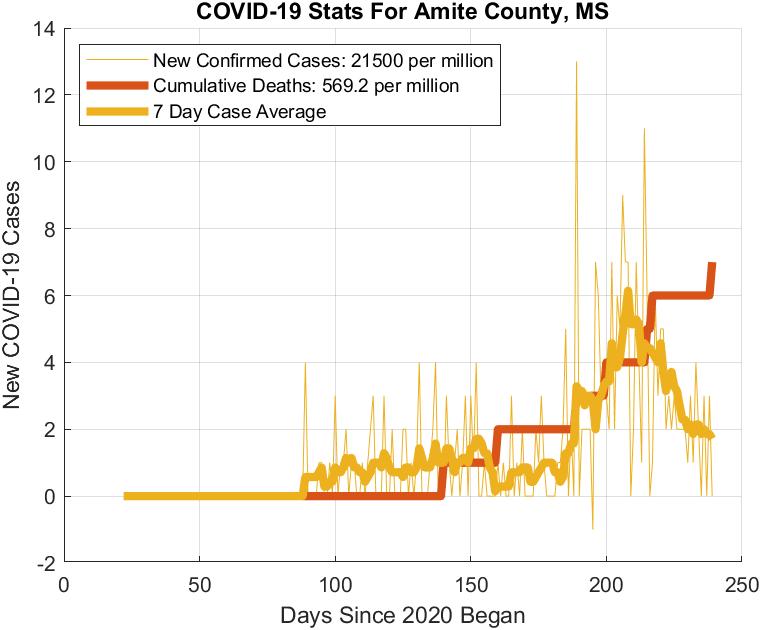 COVID-19 Stats For Amite County, MS
14
12
10
8
6
4
2
0
-2
New COVID-19 Cases
New Confirmed Cases: 21500 per million
Cumulative Deaths: 569.2 per million
7 Day Case Average
0 50 100 150 200 250
Days Since 2020 Began